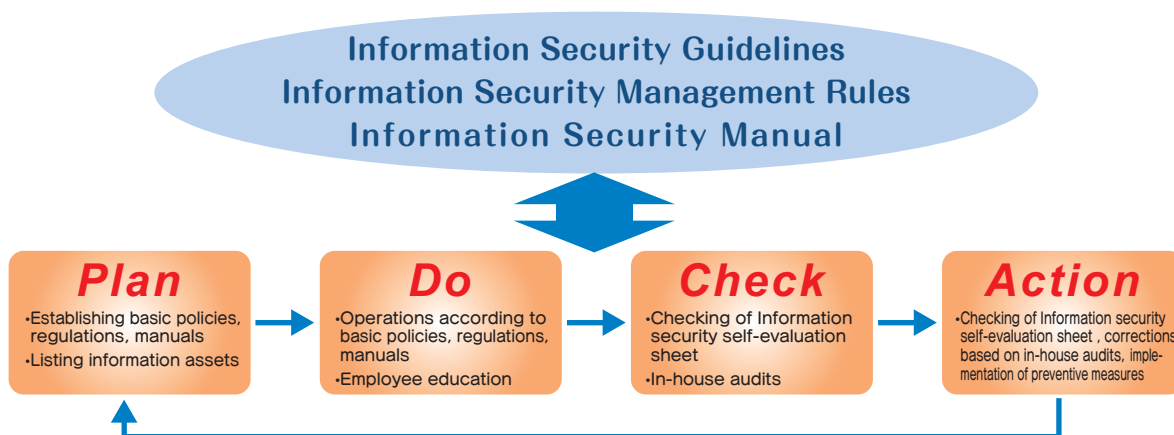 Information Security Guidelines
Information Security Management Rules
Information Security Manual
Plan
•Establishing basic policies,
regulations, manuals
•Listing information assets
Do
•Operations according to
basic policies, regulations,
manuals
•Employee education
Check
•Checking of Information
security self-evaluation
sheet
•In-house audits
Action
•Checking of Information security
self-evaluation sheet , corrections
based on in-house audits, imple-
mentation of preventive measures